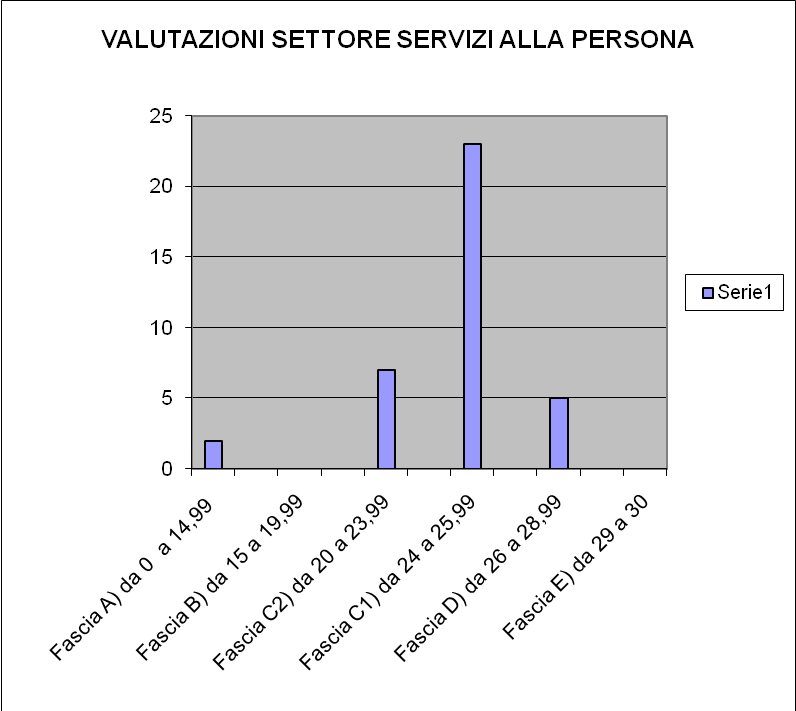 VALUTAZIONI SETTORE SERVIZI ALLA PERSONA
25
20
15
10
5
0
Serie1
Fascia A) da 0  a 14,99
Fascia B) da 15 a 19,99
Fascia C2) da 20 a 23,99
Fascia C1) da 24 a 25,99
Fascia D) da 26 a 28,99
Fascia E) da 29 a 30